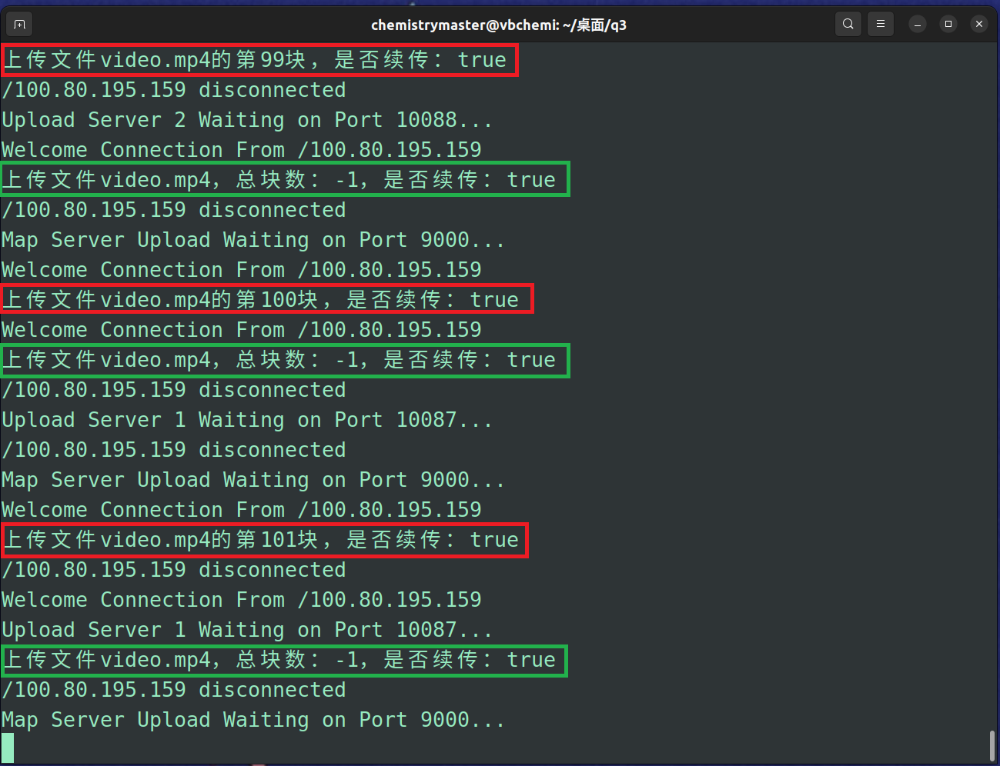 chemistrymaster@vbchemi: ~/桌面/q3
上传文件video.mp4的第99块，是否续传：true
/100.80.195.159 disconnected
Upload Server 2 Waiting on Port 10088...
Welcome Connection From /100.80.195.159
上传文件video.mp4，总块数：-1，是否续传：true
/100.80.195.159 disconnected
Map Server Upload Waiting on Port 9000...
Welcome Connection From /100.80.195.159
上传文件video.mp4的第100块，是否续传：true
Welcome Connection From /100.80.195.159
上传文件video.mp4，总块数：-1，是否续传：true
/100.80.195.159 disconnected
Upload Server 1 Waiting on Port 10087...
/100.80.195.159 disconnected
Map Server Upload Waiting on Port 9000...
Welcome Connection From /100.80.195.159
上传文件video.mp4的第101块，是否续传：true
/100.80.195.159 disconnected
Welcome Connection From /100.80.195.159
Upload Server 1 Waiting on Port 10087...
上传文件video.mp4，总块数：-1，是否续传：true
/100.80.195.159 disconnected
Map Server Upload Waiting on Port 9000...